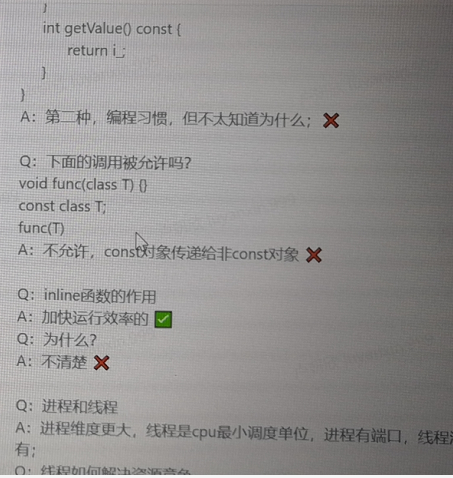 }
int getValue() const {
return i_;
}
}
A：第二种，编程习惯，但不太知道为什么；❌
Q：下面的调用被允许吗？
void func(class T) {}
const class T;
func(T)
A：不允许，const对象传递给非const对象 ❌
Q：inline函数的作用
A：加快运行效率的 ✅
Q：为什么？
A：不清楚 ❌
Q：进程和线程
A：进程维度更大，线程是cpu最小调度单位，进程有端口，线程
有；
Q：线程如何解决资源竞争